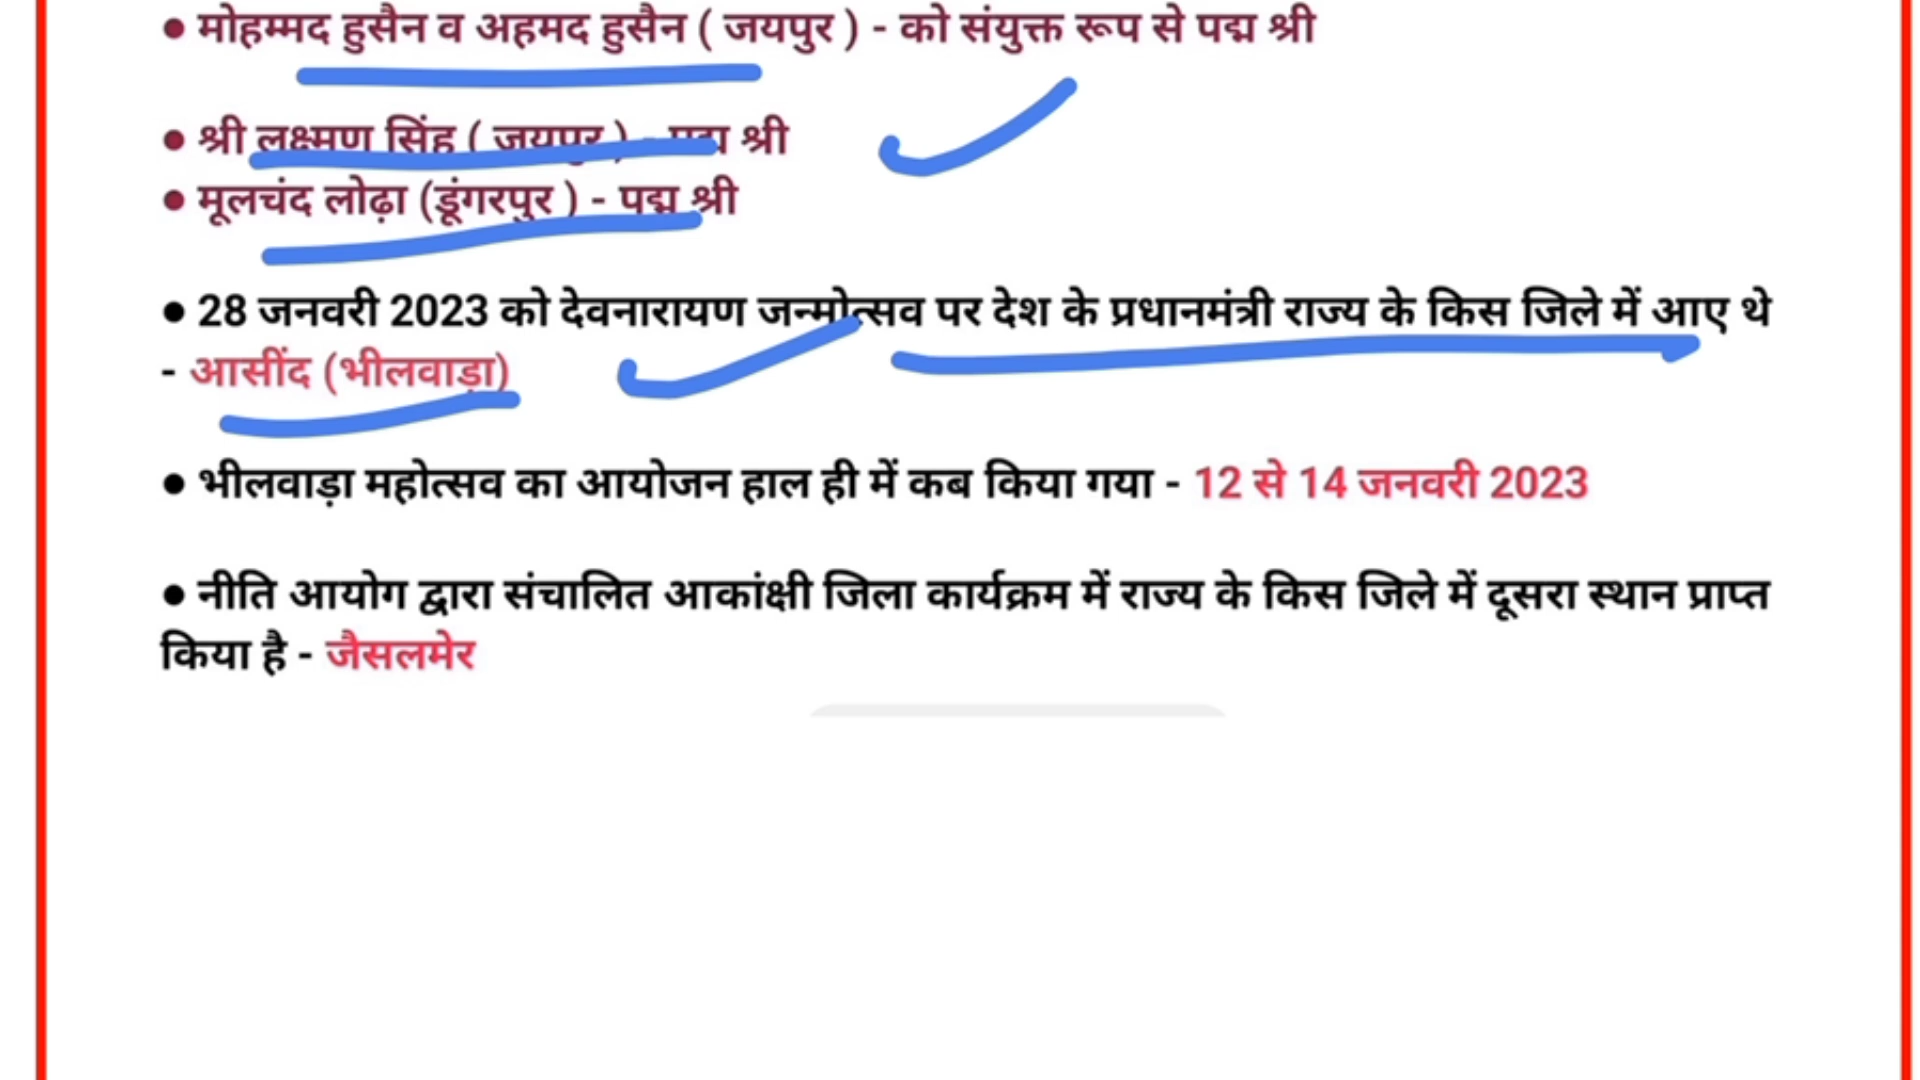 ● मोहम्मद हुसैन व अहमद हुसैन ( जयपुर ) - को संयुक्त रूप से पद्म श्री
● श्री लक्ष्मण सिंह ( जयपुर ) - पद्म श्री
● मूलचंद लोढ़ा (डूंगरपुर ) - पद्म श्री
● 28 जनवरी 2023 को देवनारायण जन्मोत्सव पर देश के प्रधानमंत्री राज्य के किस जिले में आए थे
- आसींद (भीलवाड़ा)
● भीलवाड़ा महोत्सव का आयोजन हाल ही में कब किया गया - 12 से 14 जनवरी 2023
● नीति आयोग द्वारा संचालित आकांक्षी जिला कार्यक्रम में राज्य के किस जिले में दूसरा स्थान प्राप्त
किया है - जैसलमेर